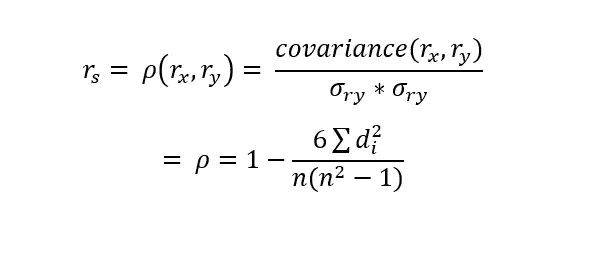 r_s = ρ(r_x, r_y) = covariance(r_x, r_y) / σ_ry * σ_ry
= ρ = 1 − 6 ∑ d_i^2 / n(n^2 − 1)